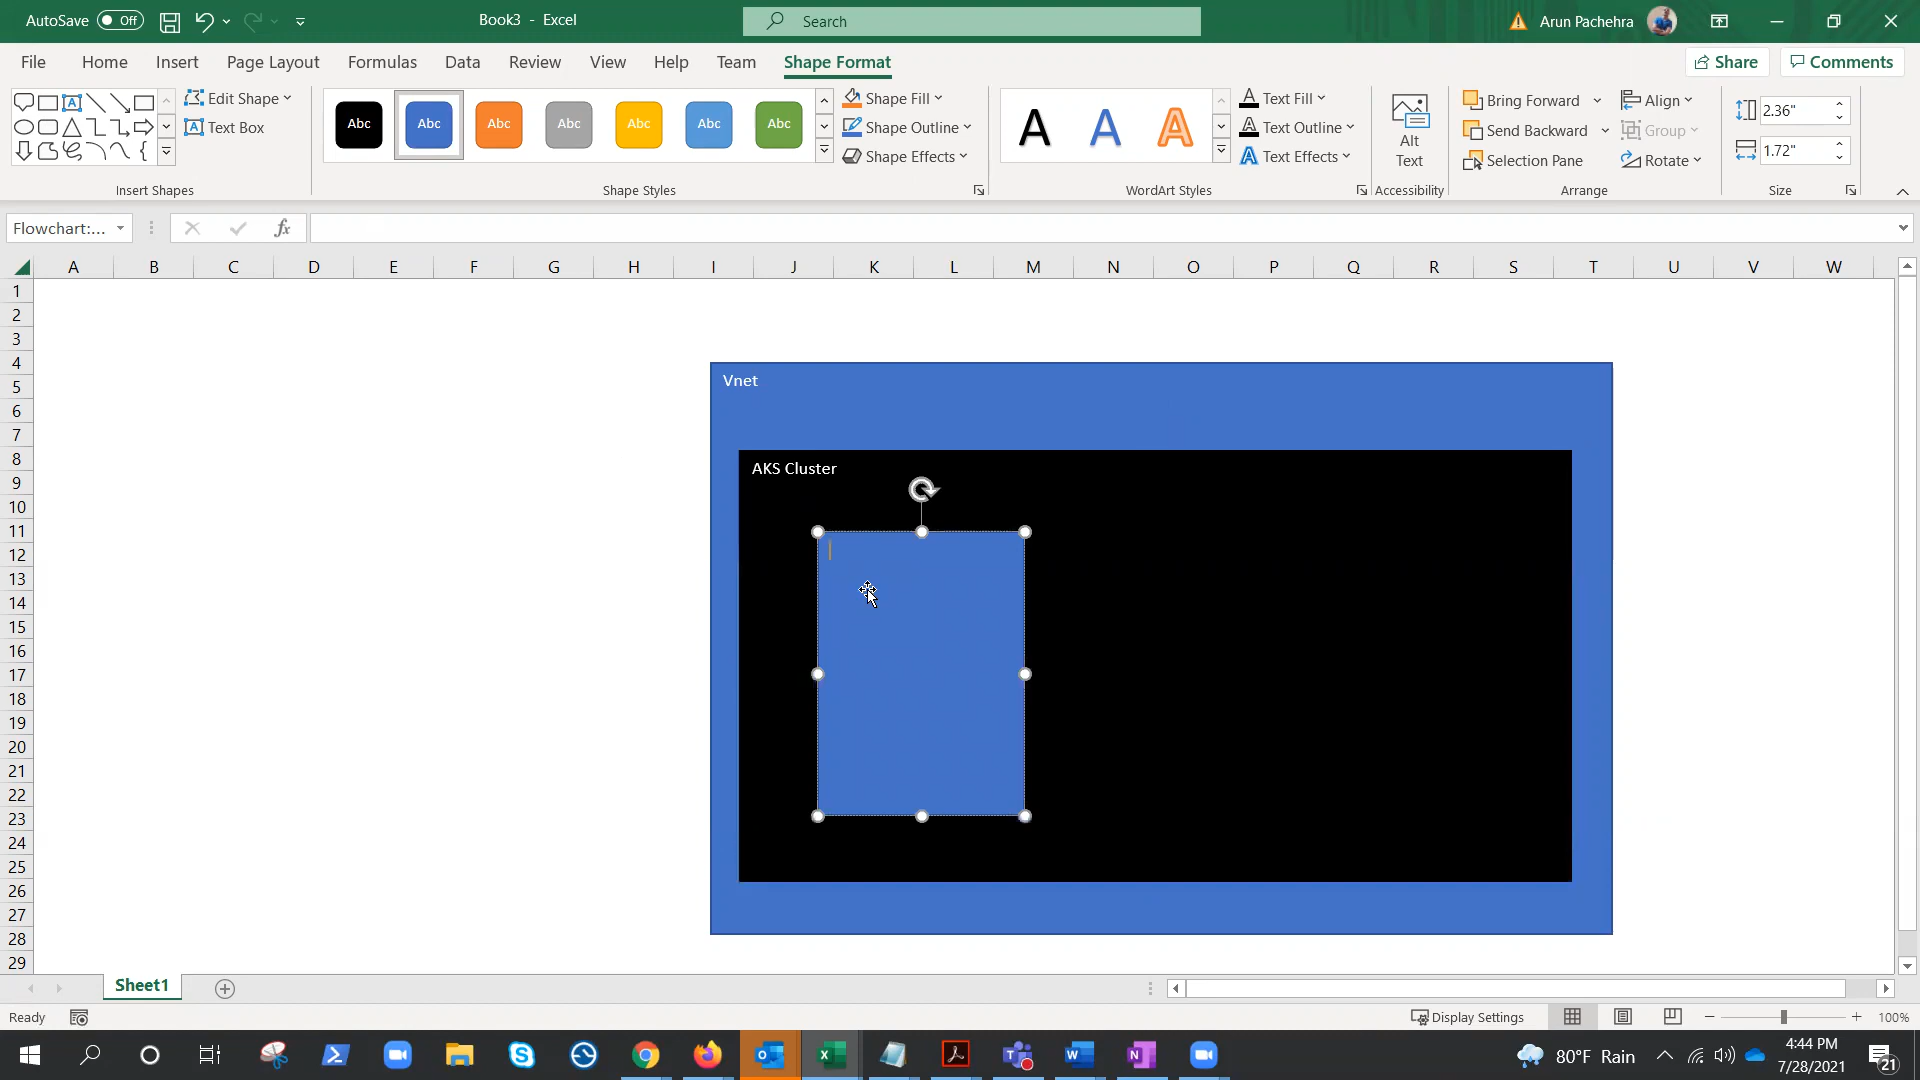 AutoSave Off Book3 - Excel Search Arun Pachehra
File Home Insert Page Layout Formulas Data Review View Help Team Shape Format Share Comments
Edit Shape
Text Box
Insert Shapes
Abc Abc Abc Abc Abc Abc Abc
Shape Fill
Shape Outline
Shape Effects
Shape Styles
A A A
Text Fill
Text Outline
Text Effects
WordArt Styles
Alt
Text
Accessibility
Bring Forward
Send Backward
Selection Pane
Align
Group
Rotate
Arrange
2.36"
1.72"
Size
Flowchart:... fx
A B C D E F G H I J K L M N O P Q R S T U V W
1
2
3
4
5
6
7
8
9
10
11
12
13
14
15
16
17
18
19
20
21
22
23
24
25
26
27
28
29
Vnet
AKS Cluster
Sheet1
Ready Display Settings 100%
80°F Rain
4:44 PM
7/28/2021
21